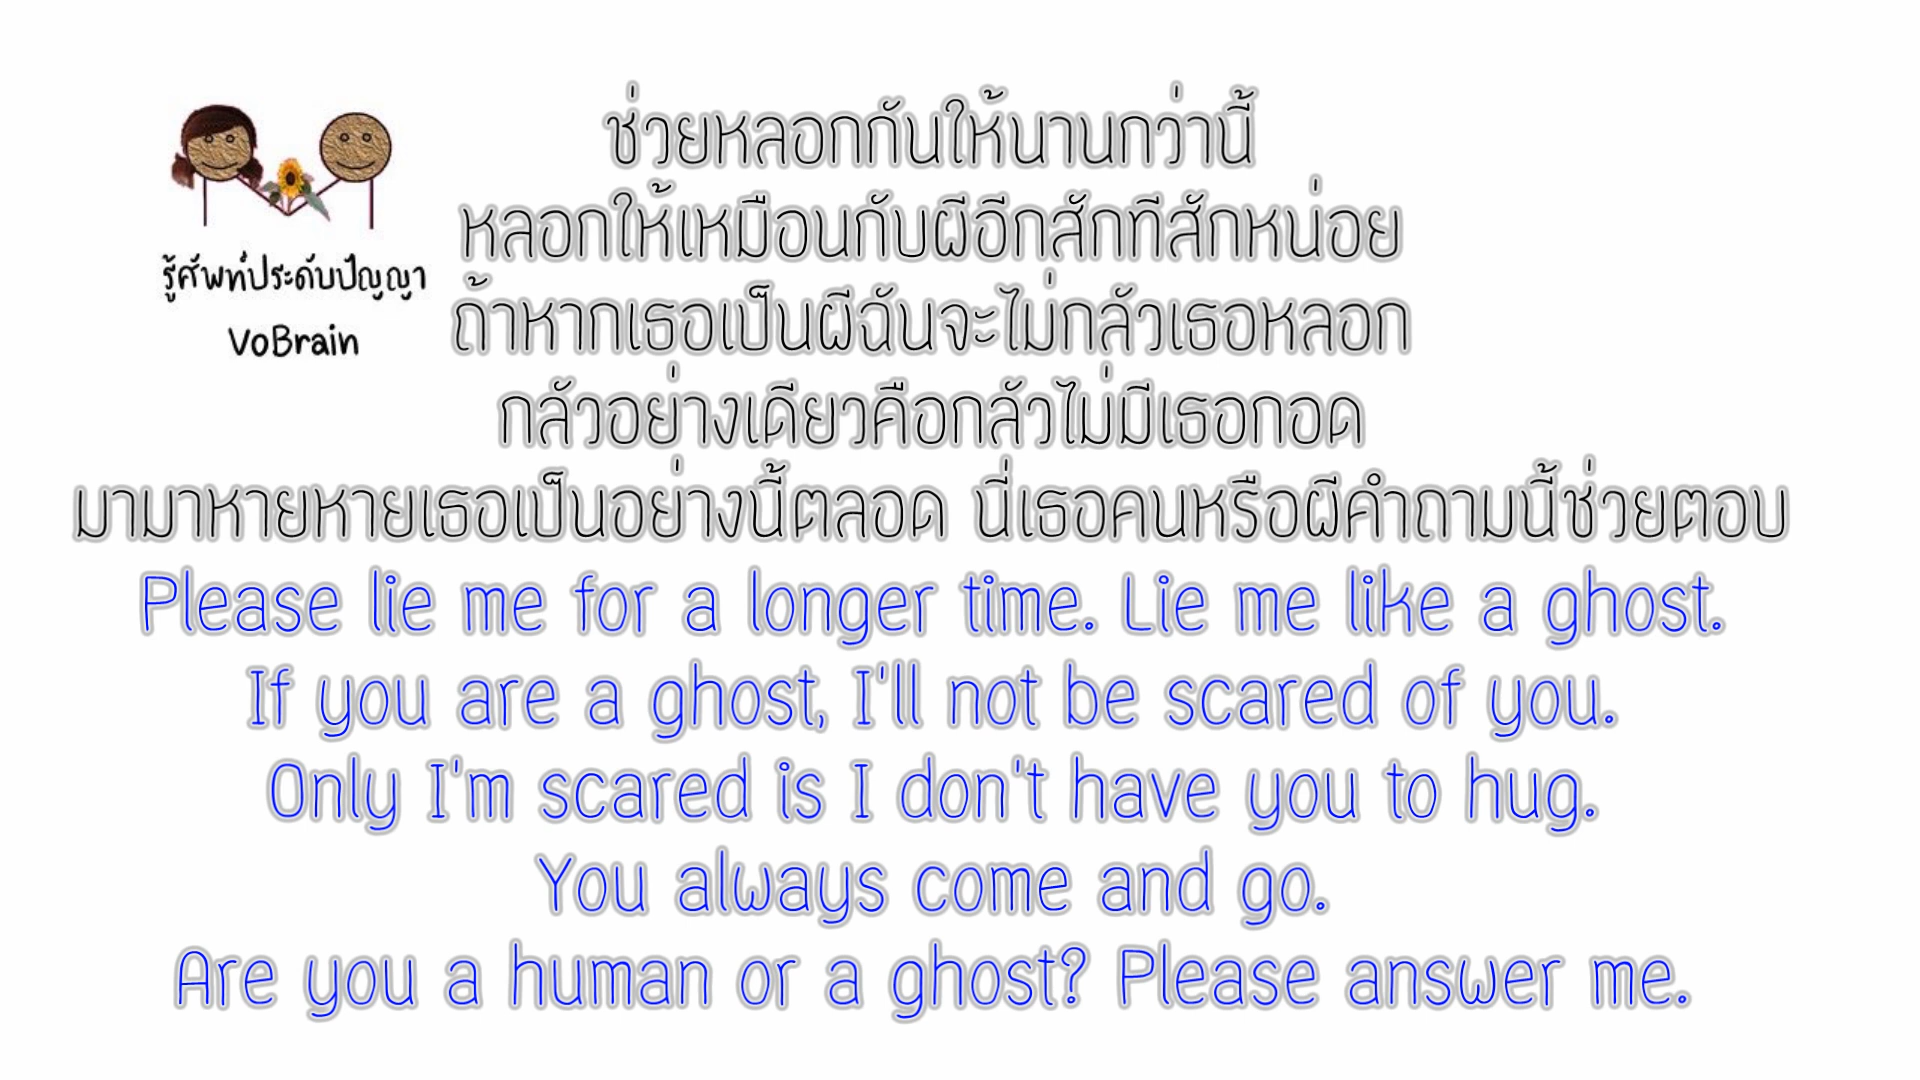 ช่วยหลอกกันให้นานกว่านี้
หลอกให้เหมือนกับผีอีกสักทีสักหน่อย
ถ้าหากเธอเป็นผีฉันจะไม่กลัวเธอหลอก
กลัวอย่างเดียวคือกลัวไม่มีเธอกอด
มามาหายหายเธอเป็นอย่างนี้ตลอด นี่เธอคนหรือผีคำถามนี้ช่วยตอบ
รู้ศัพท์ประดับปัญญา
VoBrain
Please lie me for a longer time. Lie me like a ghost.
If you are a ghost, I'll not be scared of you.
Only I'm scared is I don't have you to hug.
You always come and go.
Are you a human or a ghost? Please answer me.